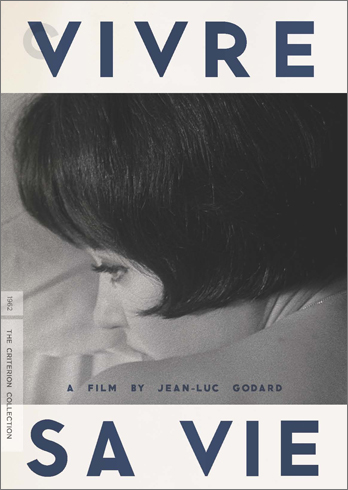 VIVRE
A FILM BY JEAN-LUC GODARD
1962
THE CRITERION COLLECTION
SA VIE